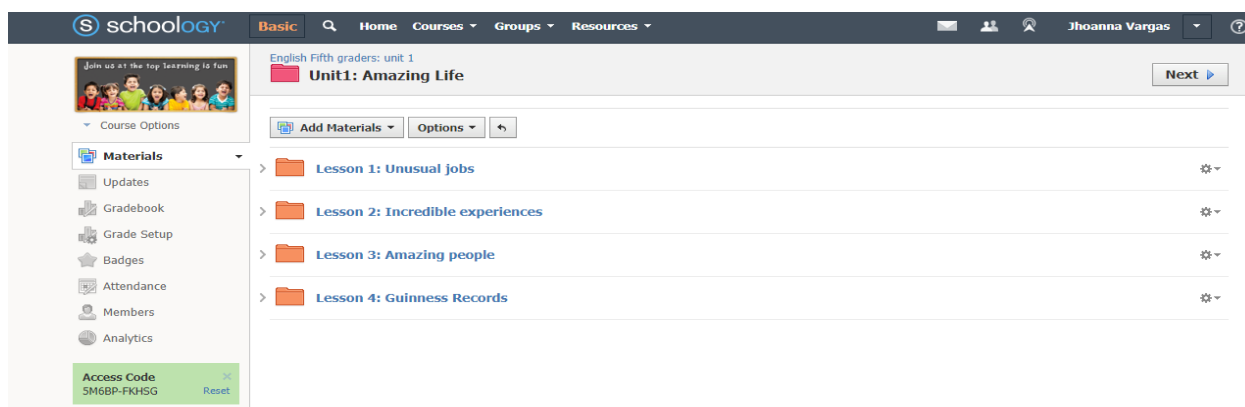 S schoology Basic Home Courses Groups Resources Jhoanna Vargas ?
Join us at the top learning is fun
Course Options
Materials
Updates
Gradebook
Grade Setup
Badges
Attendance
Members
Analytics
Access Code
5M6BP-FKHSG Reset
English Fifth graders: unit 1
Unit1: Amazing Life
Next
Add Materials Options
Lesson 1: Unusual jobs
Lesson 2: Incredible experiences
Lesson 3: Amazing people
Lesson 4: Guinness Records